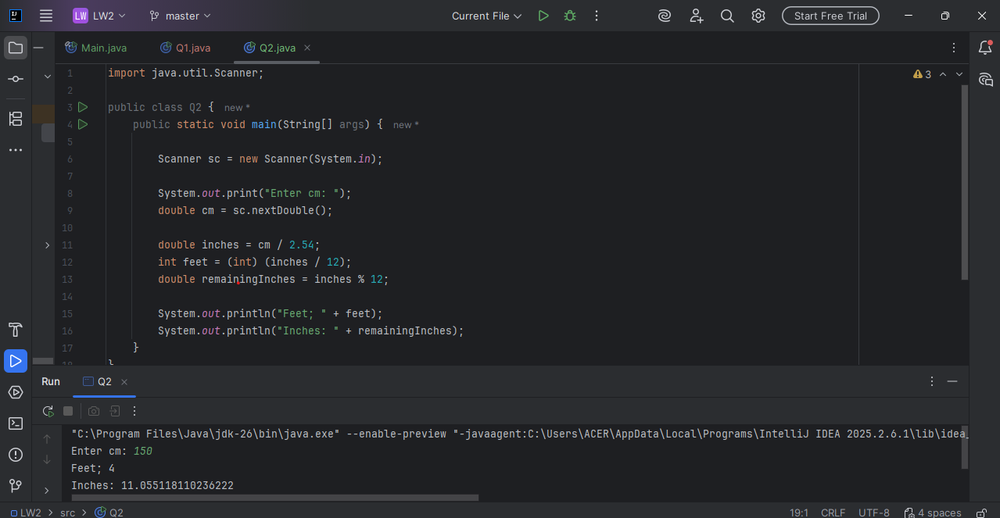 LW LW2 master Current File Start Free Trial
Main.java Q1.java Q2.java
1 import java.util.Scanner; 3
2
3 public class Q2 { new *
4 public static void main(String[] args) { new *
5
6 Scanner sc = new Scanner(System.in);
7
8 System.out.print("Enter cm: ");
9 double cm = sc.nextDouble();
10
11 double inches = cm / 2.54;
12 int feet = (int) (inches / 12);
13 double remainingInches = inches % 12;
14
15 System.out.println("Feet; " + feet);
16 System.out.println("Inches: " + remainingInches);
17 }
18 }
Run Q2
"C:\Program Files\Java\jdk-26\bin\java.exe" --enable-preview "-javaagent:C:\Users\ACER\AppData\Local\Programs\IntelliJ IDEA 2025.2.6.1\lib\idea_
Enter cm: 150
Feet; 4
Inches: 11.055118110236222
LW2 > src > Q2 19:1 CRLF UTF-8 4 spaces